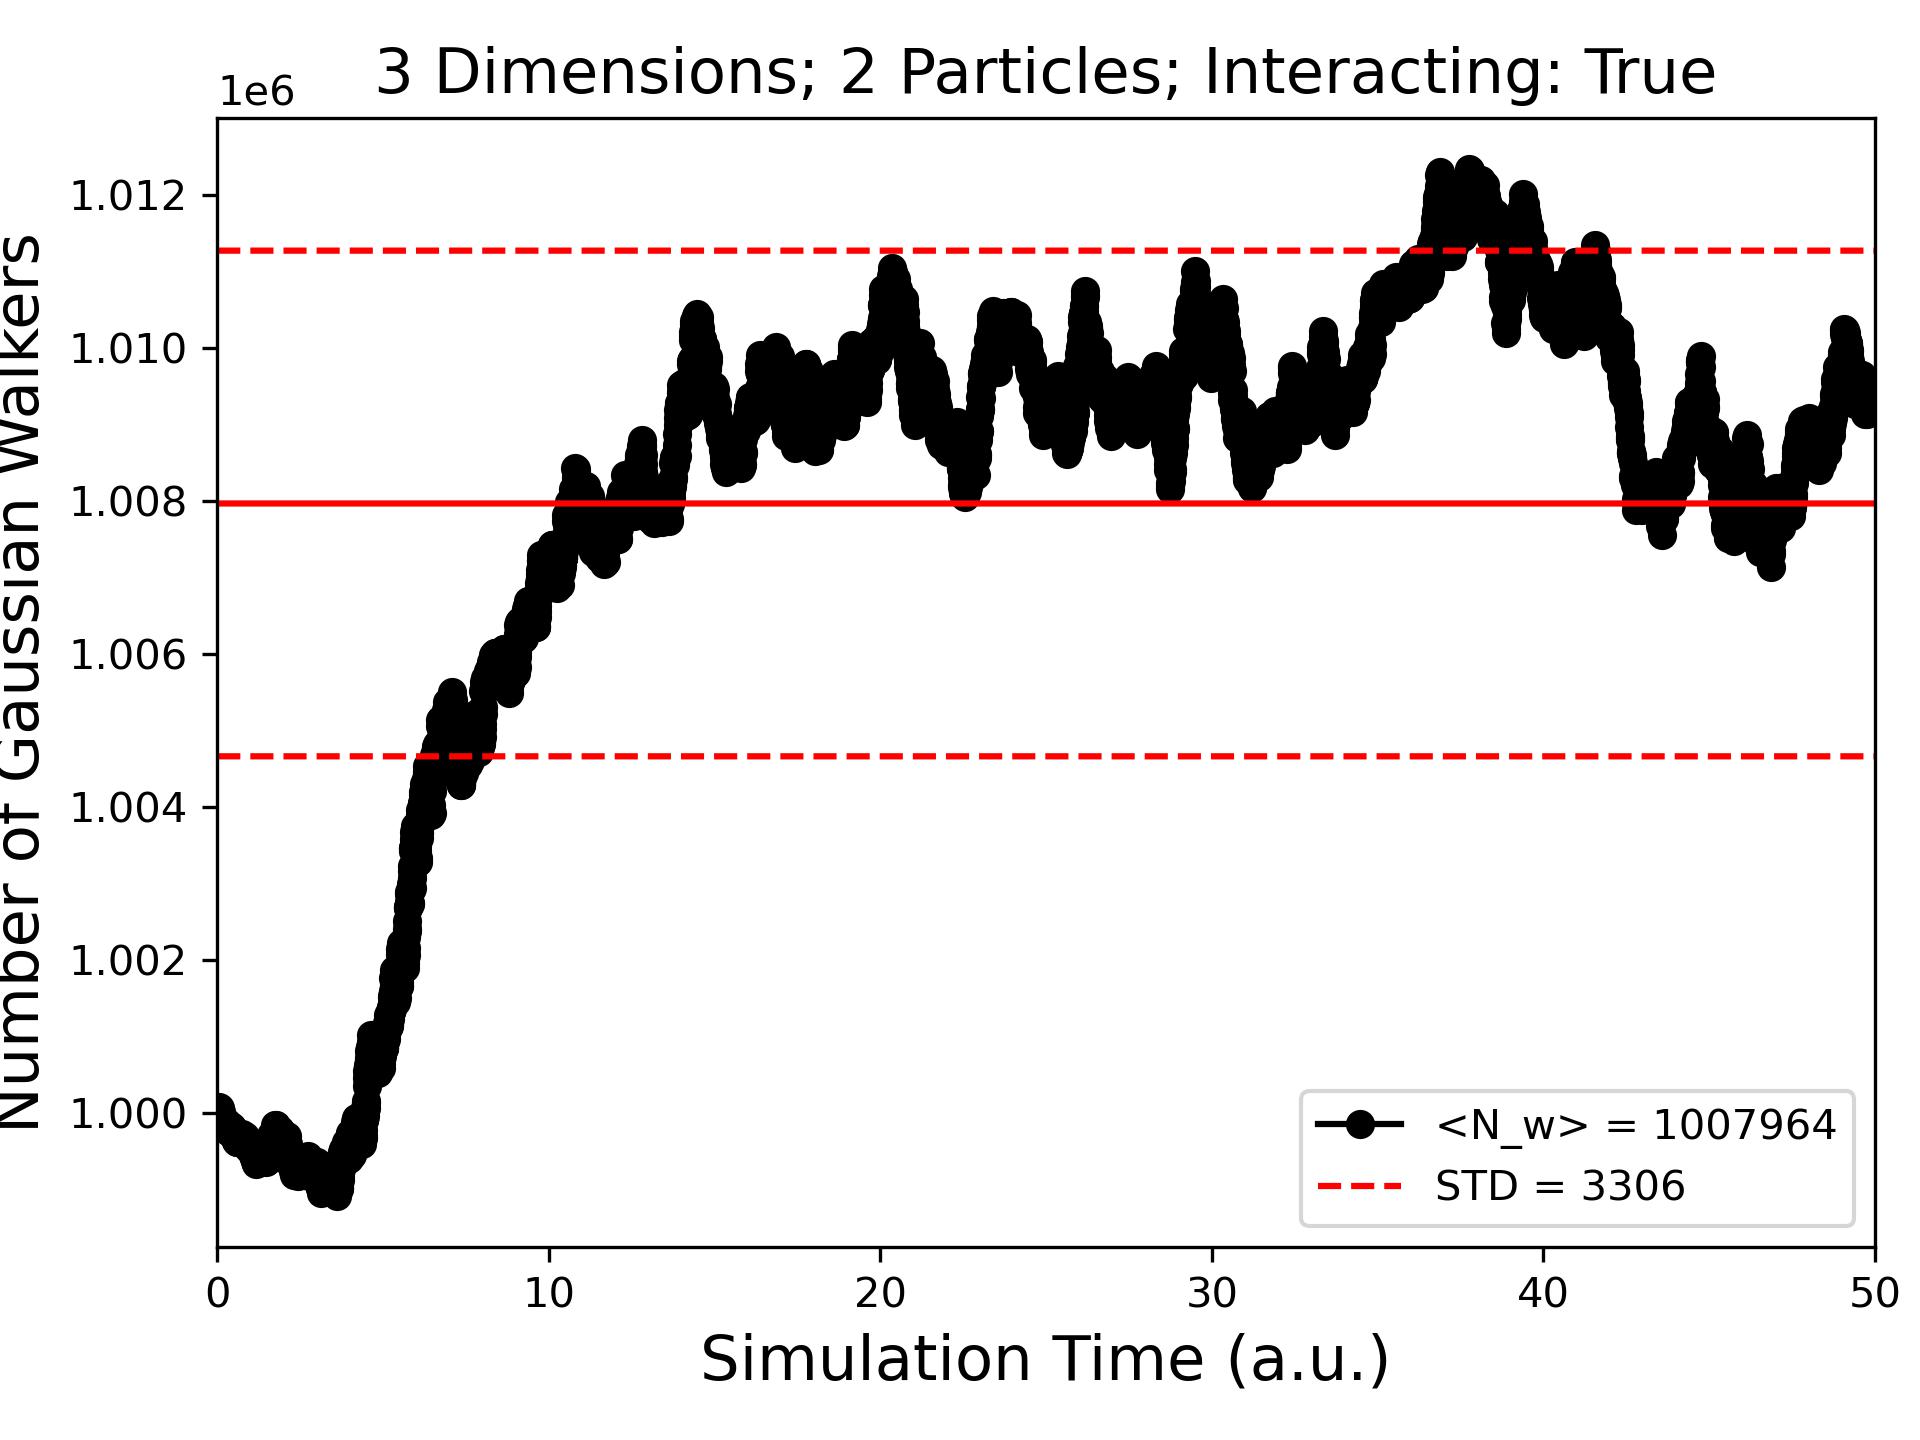 3 Dimensions; 2 Particles; Interacting: True
1e6
Number of Gaussian Walkers
1.012
1.010
1.008
1.006
1.004
1.002
1.000
<N_w> = 1007964
STD = 3306
0 10 20 30 40 50
Simulation Time (a.u.)